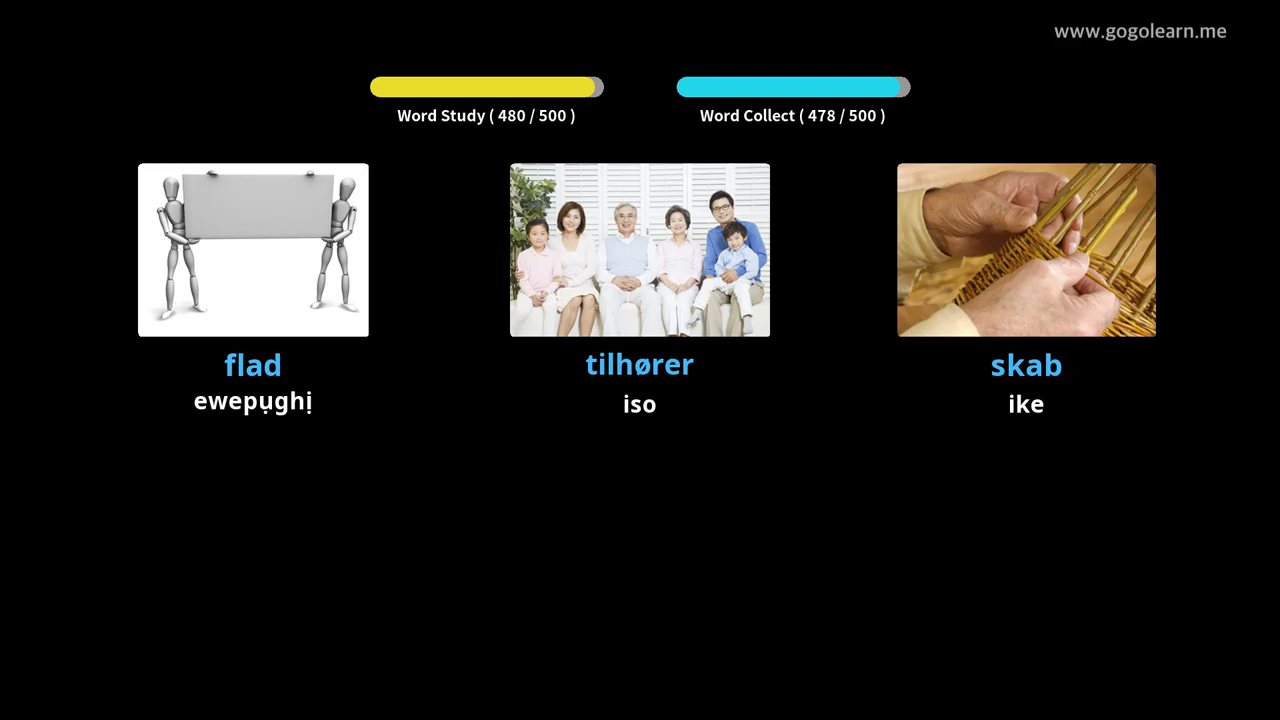 www.gogolearn.me
Word Study ( 480 / 500 )
Word Collect ( 478 / 500 )
flad
tilhører
skab
ewepụghị
iso
ike